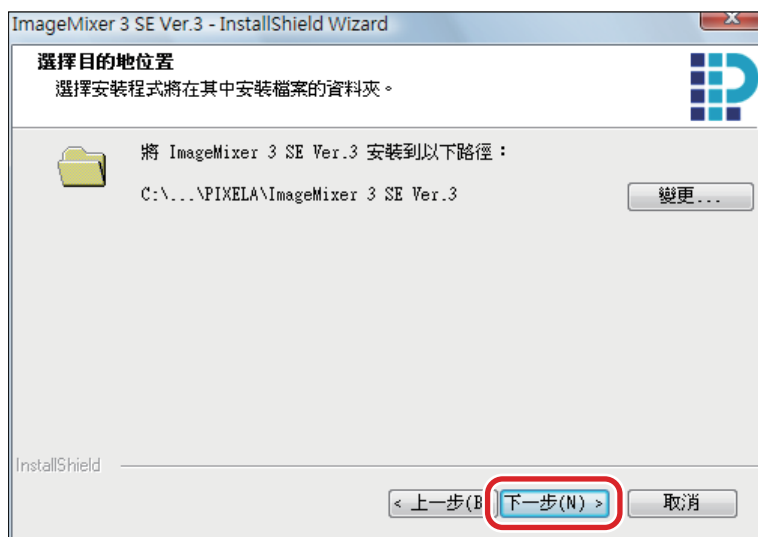 ImageMixer 3 SE Ver.3 - InstallShield Wizard
選擇目的地位置
選擇安裝程式將在其中安裝檔案的資料夾。
將 ImageMixer 3 SE Ver.3 安裝到以下路徑：
C:\...\PIXELA\ImageMixer 3 SE Ver.3
變更...
InstallShield
< 上一步(B
下一步(N) >
取消